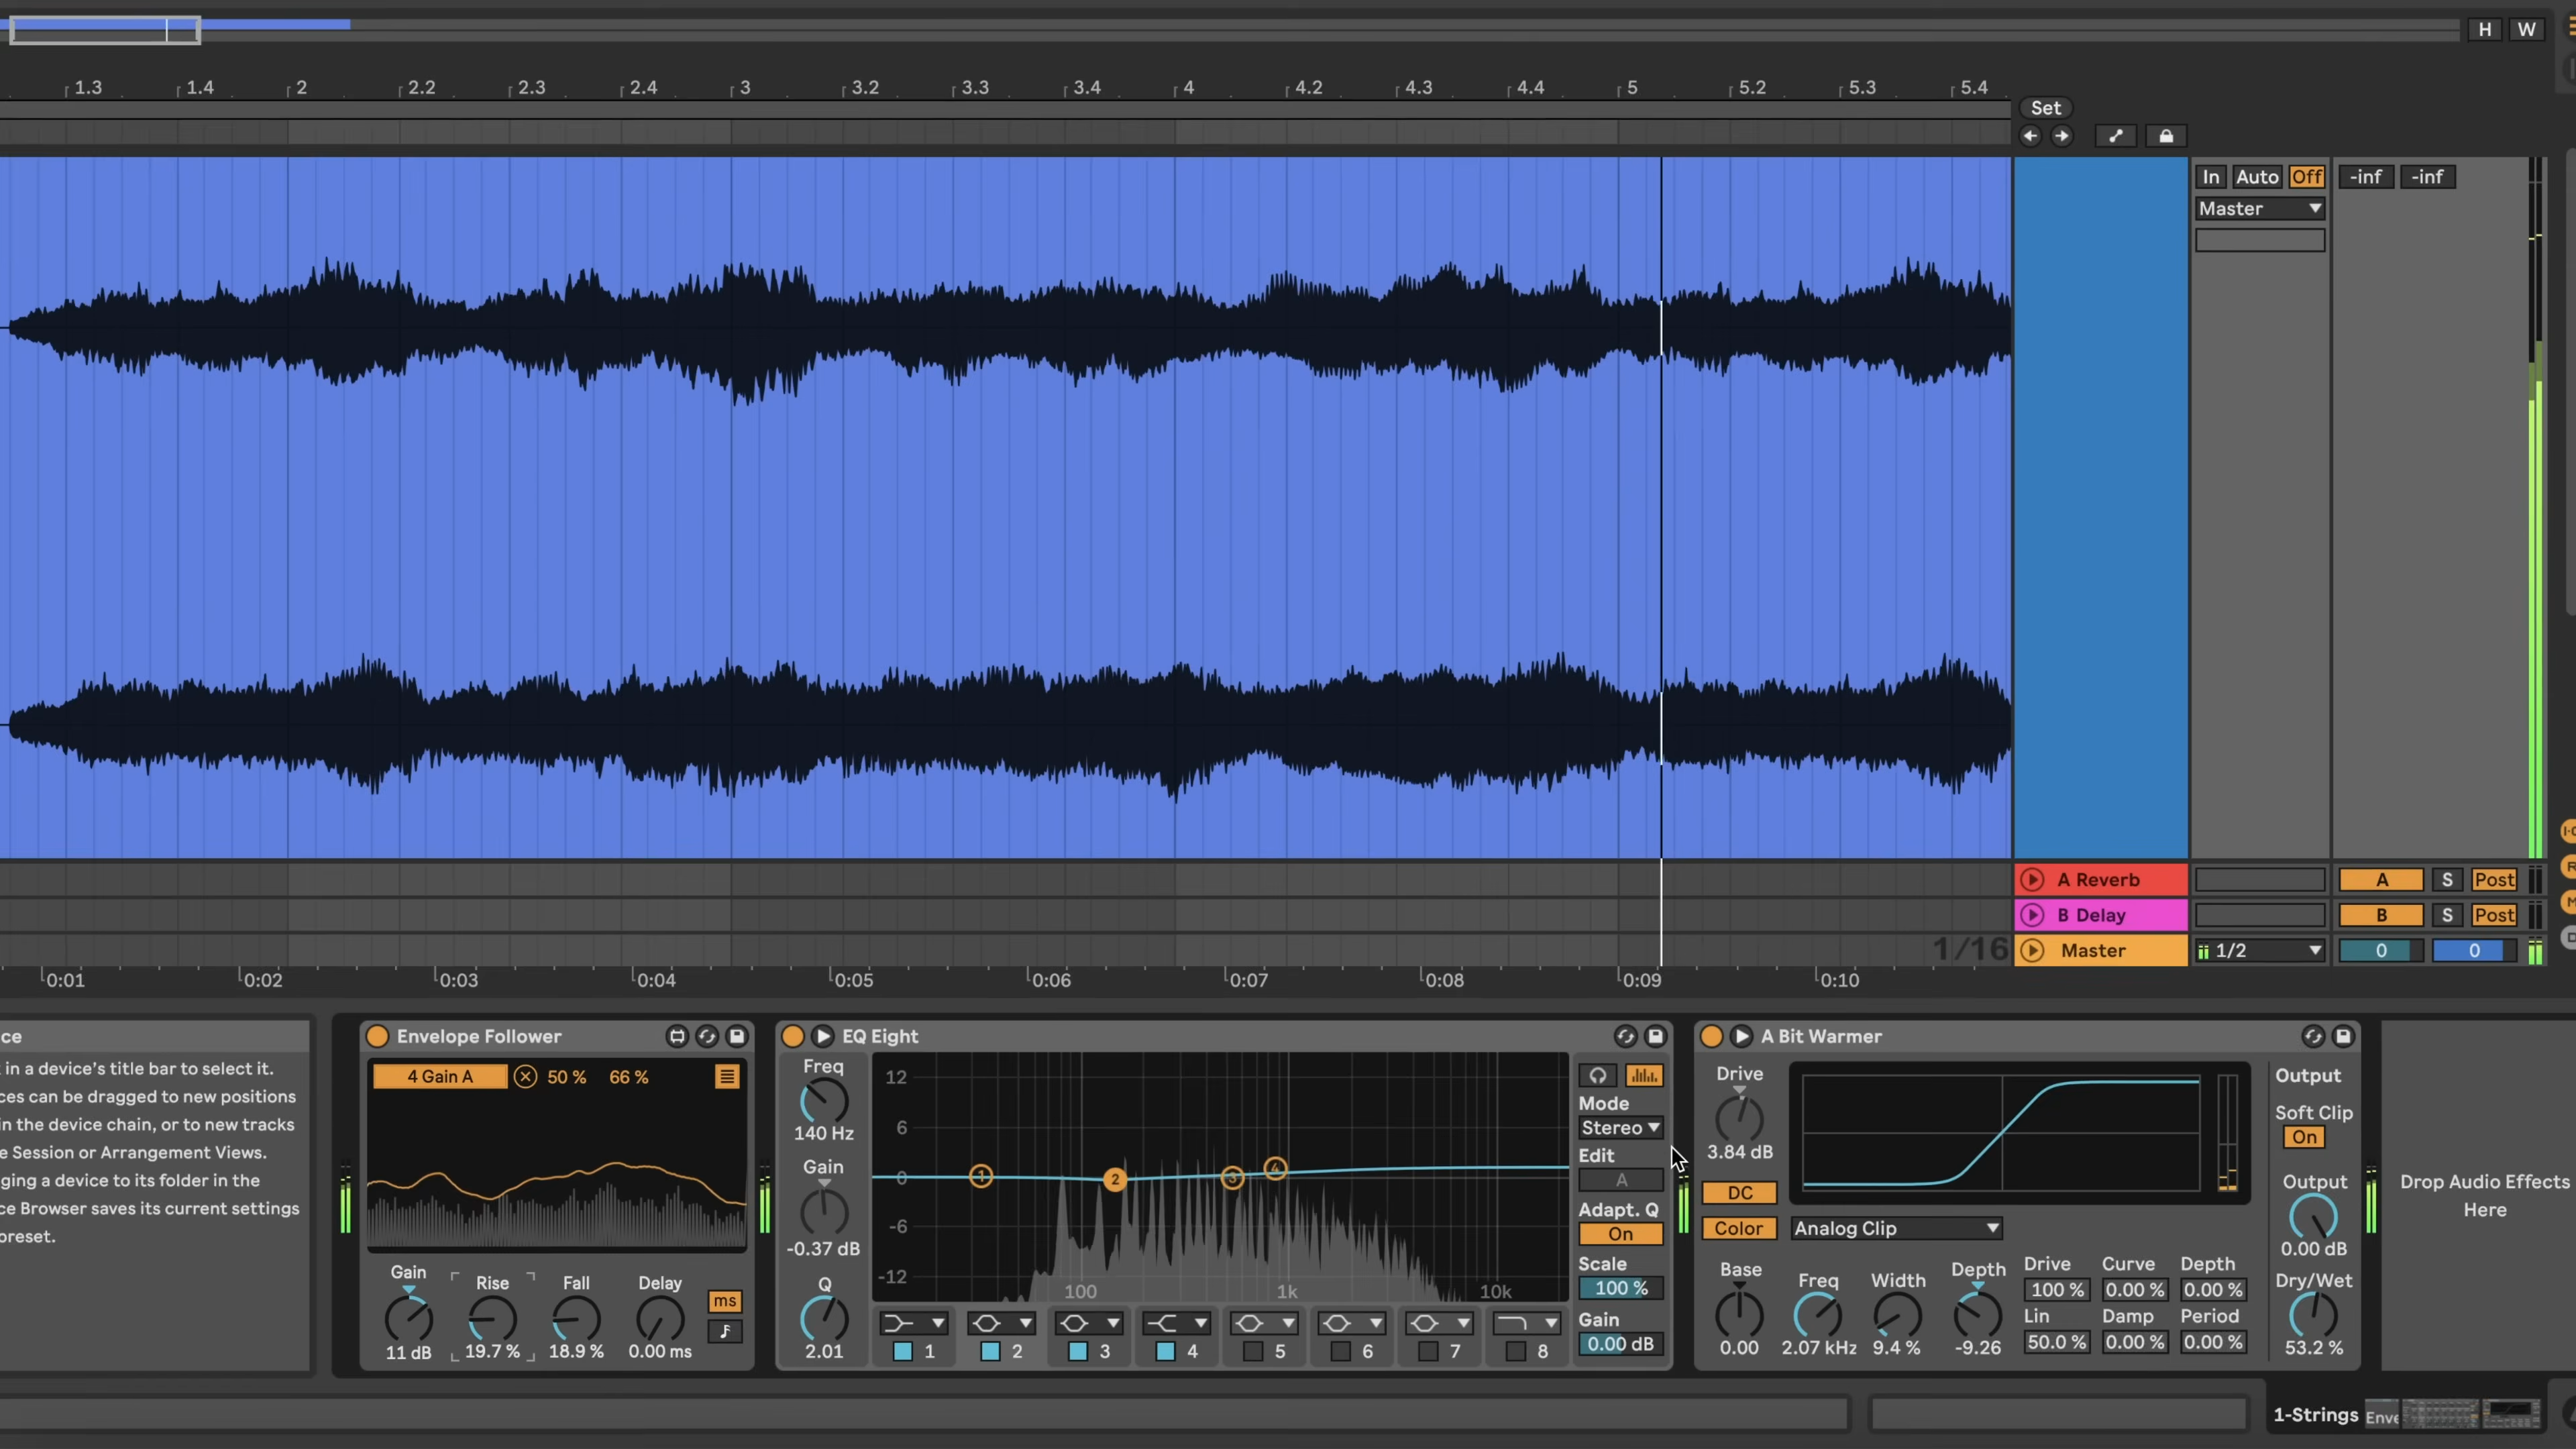 H W
1.3 1.4 2 2.2 2.3 2.4 3 3.2 3.3 3.4 4 4.2 4.3 4.4 5 5.2 5.3 5.4
Set
In Auto Off -inf -inf
Master
A Reverb A S Post
B Delay B S Post
1/16 Master 1/2 0 0
0:01 0:02 0:03 0:04 0:05 0:06 0:07 0:08 0:09 0:10
ce
in a device's title bar to select it.
ces can be dragged to new positions
in the device chain, or to new tracks
e Session or Arrangement Views.
ging a device to its folder in the
ce Browser saves its current settings
preset.
Envelope Follower
4 Gain A 50 % 66 %
Gain Rise Fall Delay ms
11 dB 19.7 % 18.9 % 0.00 ms
EQ Eight
Freq
140 Hz
Gain
-0.37 dB
Q
2.01
12
6
0
-6
-12
100 1k 10k
1 2 3 4
1 2 3 4 5 6 7 8
Mode
Stereo
Edit
A
Adapt. Q
On
Scale
100 %
Gain
0.00 dB
A Bit Warmer
Drive
3.84 dB
DC
Color Analog Clip
Base Freq Width Depth
0.00 2.07 kHz 9.4 % -9.26
Drive Curve Depth
100 % 0.00 % 0.00 %
Lin Damp Period
50.0 % 0.00 % 0.00 %
Output
Soft Clip
On
Output
0.00 dB
Dry/Wet
53.2 %
Drop Audio Effects
Here
1-Strings Enve